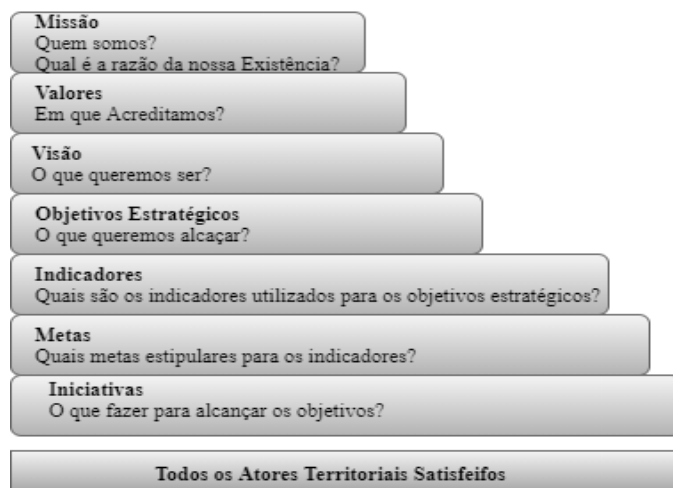 Missão
Quem somos?
Qual é a razão da nossa Existência?
Valores
Em que Acreditamos?
Visão
O que queremos ser?
Objetivos Estratégicos
O que queremos alcaçar?
Indicadores
Quais são os indicadores utilizados para os objetivos estratégicos?
Metas
Quais metas estipulares para os indicadores?
Iniciativas
O que fazer para alcançar os objetivos?
Todos os Atores Territoriais Satisfeifos